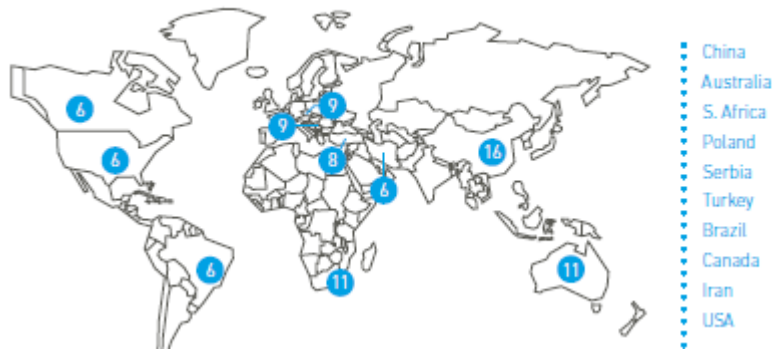 China
Australia
S. Africa
Poland
Serbia
Turkey
Brazil
Canada
Iran
USA
6
6
6
9
9
8
6
16
11
11